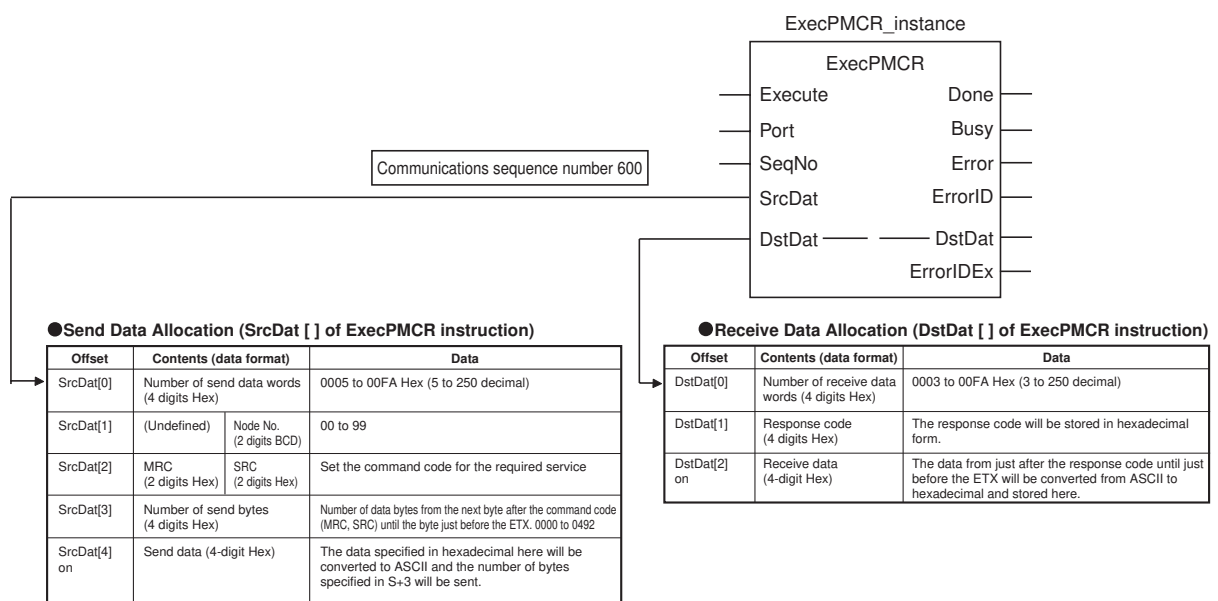 ExecPMCR_instance
ExecPMCR
Execute Done
Port Busy
Communications sequence number 600
SeqNo Error
SrcDat ErrorID
DstDat DstDat
ErrorIDEx
●Send Data Allocation (SrcDat [ ] of ExecPMCR instruction)
Offset Contents (data format) Data
SrcDat[0] Number of send data words 0005 to 00FA Hex (5 to 250 decimal)
(4 digits Hex)
SrcDat[1] (Undefined) Node No. 00 to 99
(2 digits BCD)
SrcDat[2] MRC SRC Set the command code for the required service
(2 digits Hex) (2 digits Hex)
SrcDat[3] Number of send bytes Number of data bytes from the next byte after the command code
(4 digits Hex) (MRC, SRC) until the byte just before the ETX. 0000 to 0492
SrcDat[4] Send data (4-digit Hex) The data specified in hexadecimal here will be
on converted to ASCII and the number of bytes
specified in S+3 will be sent.
●Receive Data Allocation (DstDat [ ] of ExecPMCR instruction)
Offset Contents (data format) Data
DstDat[0] Number of receive data 0003 to 00FA Hex (3 to 250 decimal)
words (4 digits Hex)
DstDat[1] Response code The response code will be stored in hexadecimal
(4 digits Hex) form.
DstDat[2] Receive data The data from just after the response code until just
on (4-digit Hex) before the ETX will be converted from ASCII to
hexadecimal and stored here.